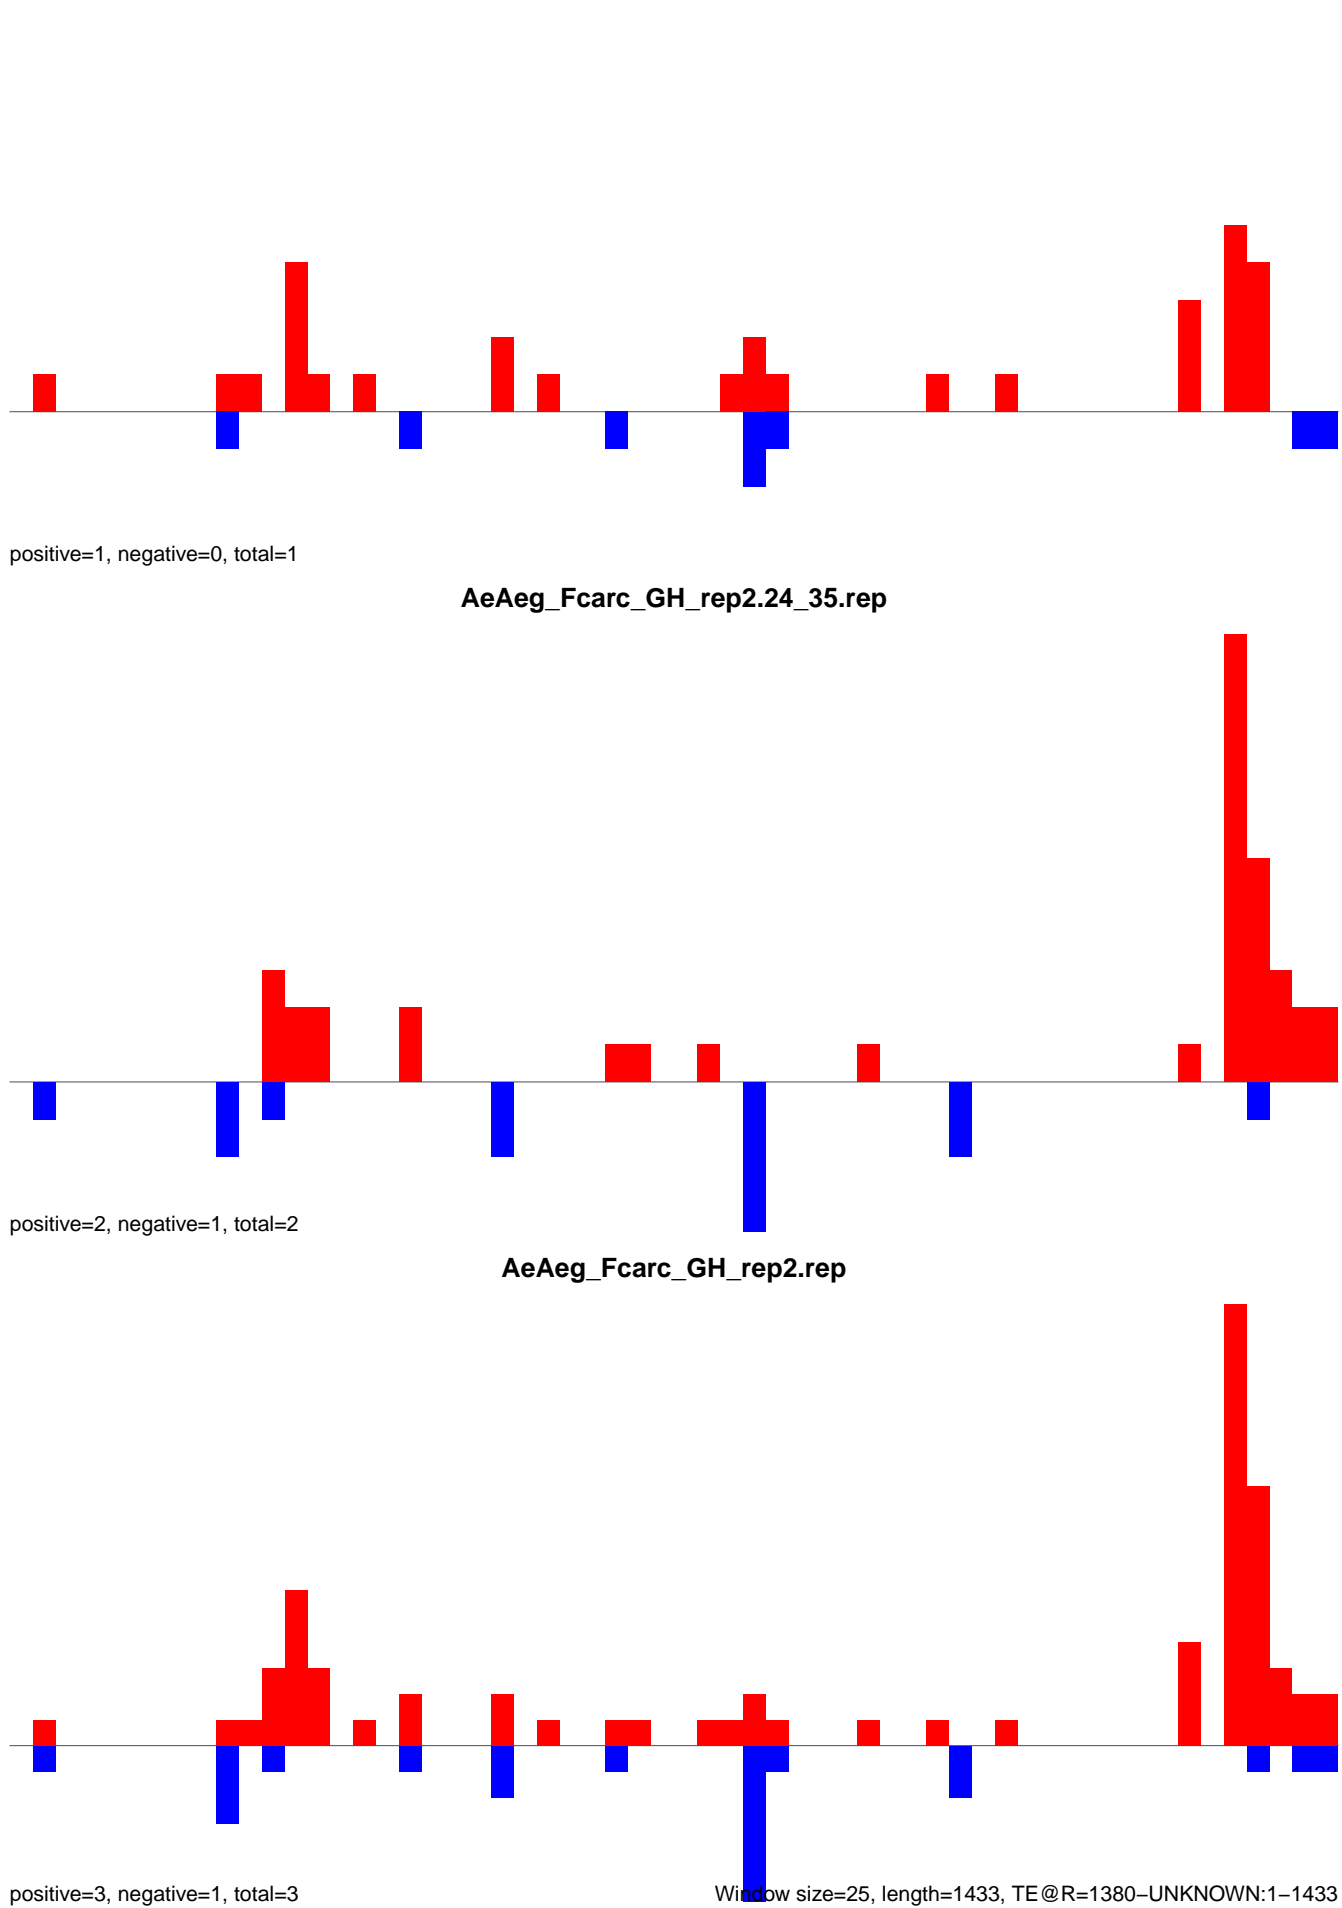 positive=1, negative=0, total=1
AeAeg_Fcarc_GH_rep2.24_35.rep
positive=2, negative=1, total=2
AeAeg_Fcarc_GH_rep2.rep
positive=3, negative=1, total=3
Window size=25, length=1433, TE@R=1380−UNKNOWN:1−1433